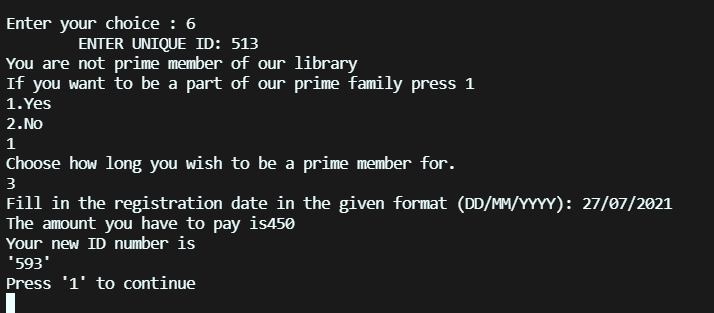 Enter your choice : 6
ENTER UNIQUE ID: 513
You are not prime member of our library
If you want to be a part of our prime family press 1
1.Yes
2.No
1
Choose how long you wish to be a prime member for.
3
Fill in the registration date in the given format (DD/MM/YYYY): 27/07/2021
The amount you have to pay is450
Your new ID number is
'593'
Press '1' to continue